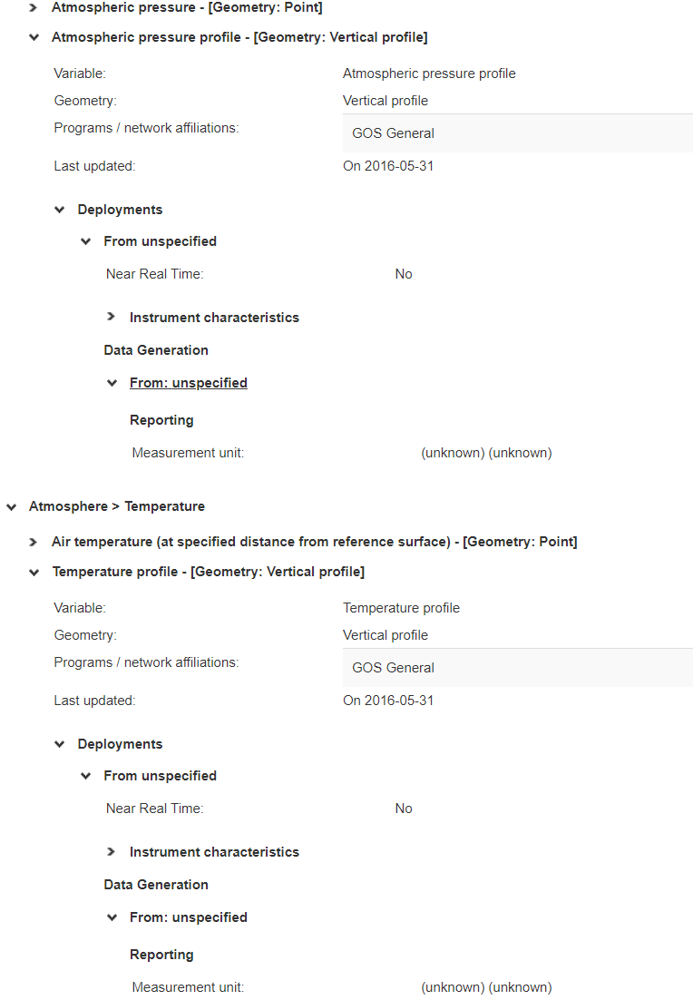 Atmospheric pressure - [Geometry: Point]
Atmospheric pressure profile - [Geometry: Vertical profile]
Variable: Atmospheric pressure profile
Geometry: Vertical profile
Programs / network affiliations: GOS General
Last updated: On 2016-05-31
Deployments
From unspecified
Near Real Time: No
Instrument characteristics
Data Generation
From: unspecified
Reporting
Measurement unit: (unknown) (unknown)
Atmosphere > Temperature
Air temperature (at specified distance from reference surface) - [Geometry: Point]
Temperature profile - [Geometry: Vertical profile]
Variable: Temperature profile
Geometry: Vertical profile
Programs / network affiliations: GOS General
Last updated: On 2016-05-31
Deployments
From unspecified
Near Real Time: No
Instrument characteristics
Data Generation
From: unspecified
Reporting
Measurement unit: (unknown) (unknown)